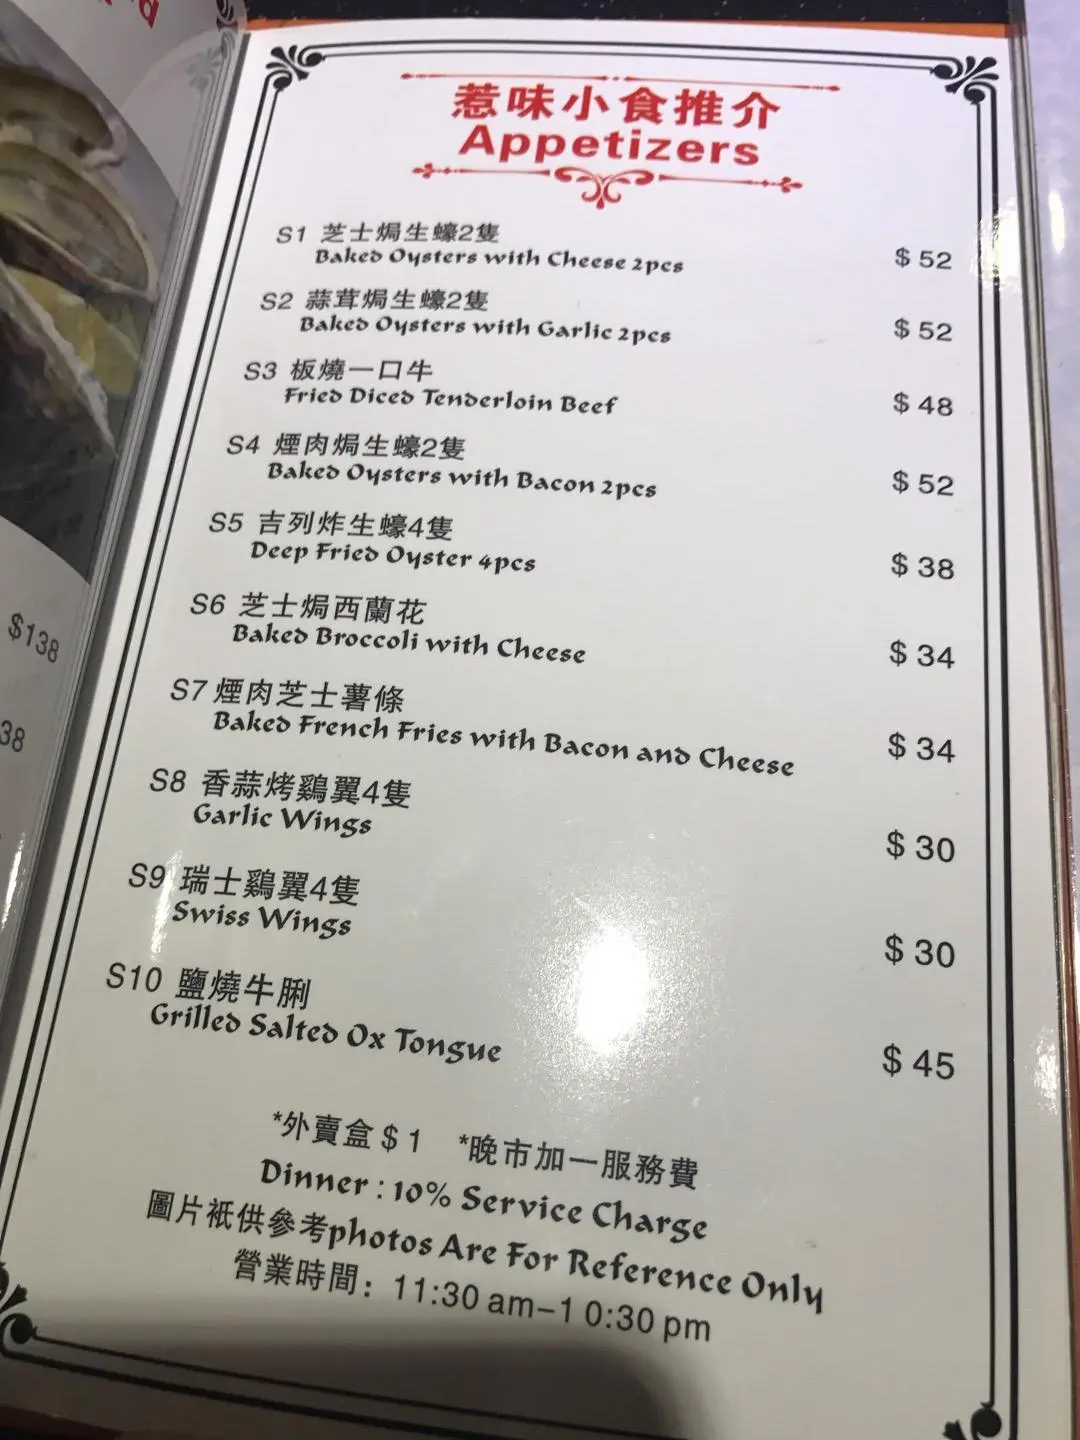 惹味小食推介
Appetizers
S1 芝士焗生蠔2隻
Baked Oysters with Cheese 2pcs
$ 52
S2 蒜茸焗生蠔2隻
Baked Oysters with Garlic 2pcs
$ 52
S3 板燒一口牛
Fried Diced Tenderloin Beef
$ 48
S4 煙肉焗生蠔2隻
Baked Oysters with Bacon 2pcs
$ 52
S5 吉列炸生蠔4隻
Deep Fried Oyster 4pcs
$ 38
S6 芝士焗西蘭花
Baked Broccoli with Cheese
$ 34
S7 煙肉芝士薯條
Baked French Fries with Bacon and Cheese
$ 34
S8 香蒜烤鷄翼4隻
Garlic Wings
$ 30
S9 瑞士鷄翼4隻
Swiss Wings
$ 30
S10 鹽燒牛脷
Grilled Salted Ox Tongue
$ 45
*外賣盒 $ 1 *晚市加一服務費
Dinner : 10% Service Charge
圖片祇供參考photos Are For Reference Only
營業時間：11:30 am–1 0:30 pm
$138
38